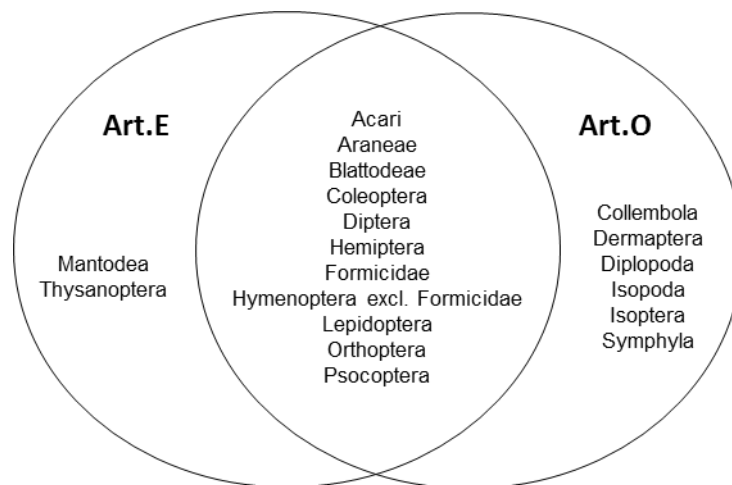 Art.E
Mantodea
Thysanoptera
Acari
Araneae
Blattodeae
Coleoptera
Diptera
Hemiptera
Formicidae
Hymenoptera excl. Formicidae
Lepidoptera
Orthoptera
Psocoptera
Art.O
Collembola
Dermaptera
Diplopoda
Isopoda
Isoptera
Symphyla